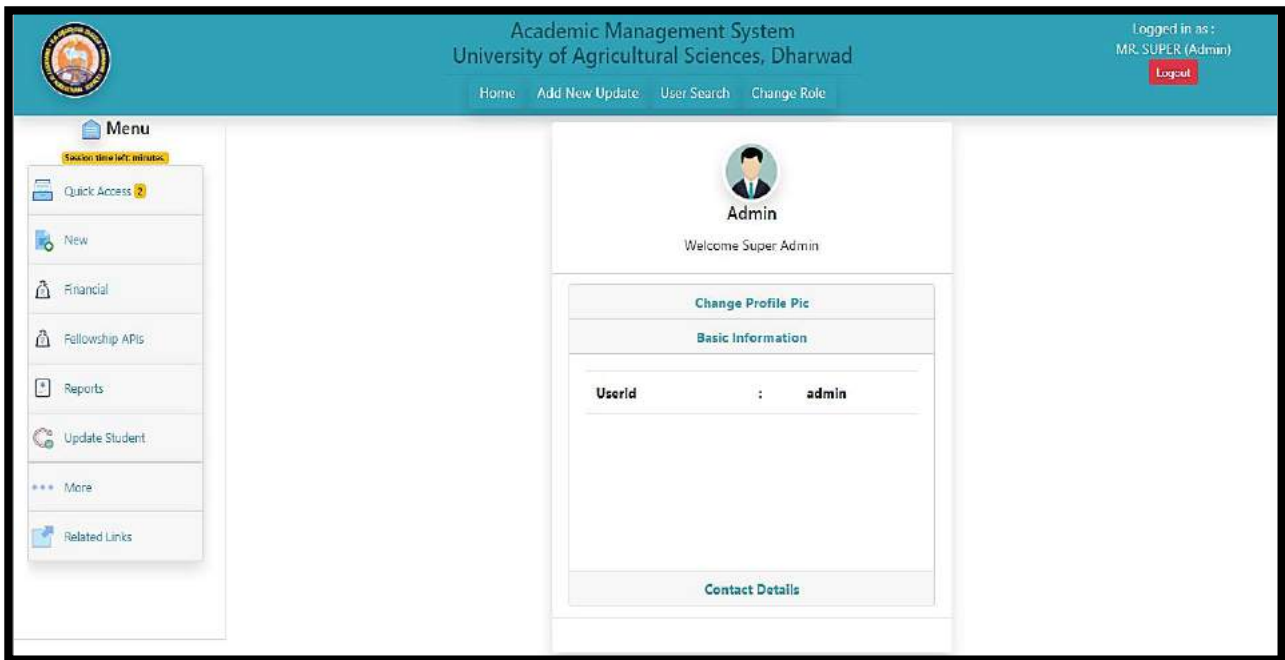 Academic Management System
University of Agricultural Sciences, Dharwad
Home Add New Update User Search Change Role
Logged in as :
MR. SUPER (Admin)
Logout
Menu
Session time left: minutes.
Quick Access 2
New
Financial
Fellowship APIs
Reports
Update Student
More
Related Links
Admin
Welcome Super Admin
Change Profile Pic
Basic Information
UserId : admin
Contact Details